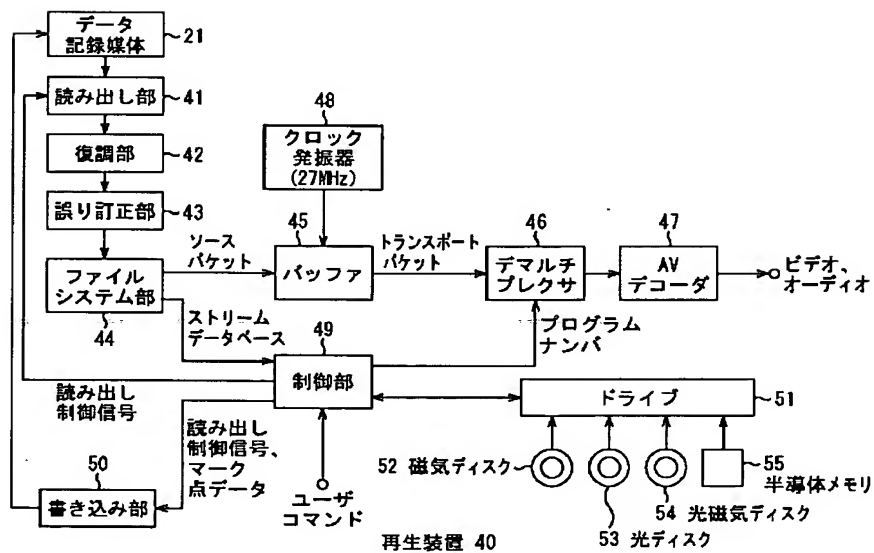 データ
記録媒体
21
読み出し部
41
復調部
42
誤り訂正部
43
ファイル
システム部
44
ソース
パケット
48
クロック
発振器
(27MHz)
45
バッファ
トランスポート
パケット
46
デマルチ
プレクサ
47
AV
デコーダ
ビデオ、
オーディオ
ストリーム
データベース
49
制御部
プログラム
ナンバ
読み出し
制御信号
読み出し
制御信号、
マーク
点データ
50
書き込み部
ユーザ
コマンド
ドライブ
51
52 磁気ディスク
53 光ディスク
54 光磁気ディスク
55
半導体メモリ
再生装置 40